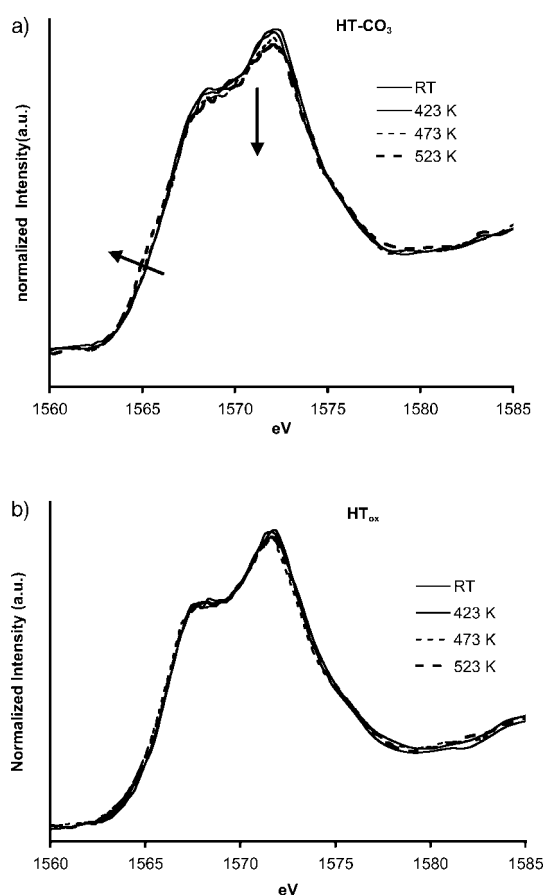 a)
HT-CO₃
RT
423 K
473 K
523 K
normalized Intensity(a.u.)
1560 1565 1570 1575 1580 1585
eV
b)
HTox
RT
423 K
473 K
523 K
Normalized Intensity (a.u.)
1560 1565 1570 1575 1580 1585
eV